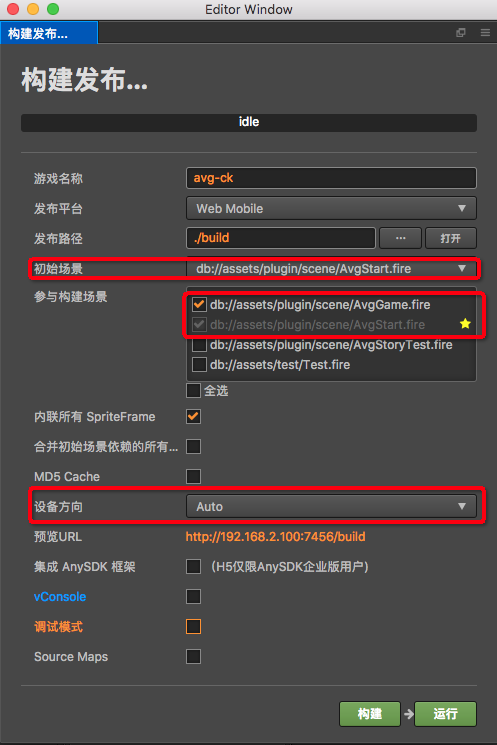 Editor Window
构建发布...
构建发布...
idle
游戏名称 avg-ck
发布平台 Web Mobile
发布路径 ./build ... 打开
初始场景 db://assets/plugin/scene/AvgStart.fire
参与构建场景 db://assets/plugin/scene/AvgGame.fire
db://assets/plugin/scene/AvgStart.fire
db://assets/plugin/scene/AvgStoryTest.fire
db://assets/test/Test.fire
全选
内联所有 SpriteFrame
合并初始场景依赖的所有...
MD5 Cache
设备方向 Auto
预览URL http://192.168.2.100:7456/build
集成 AnySDK 框架 （H5仅限AnySDK企业版用户）
vConsole
调试模式
Source Maps
构建 运行